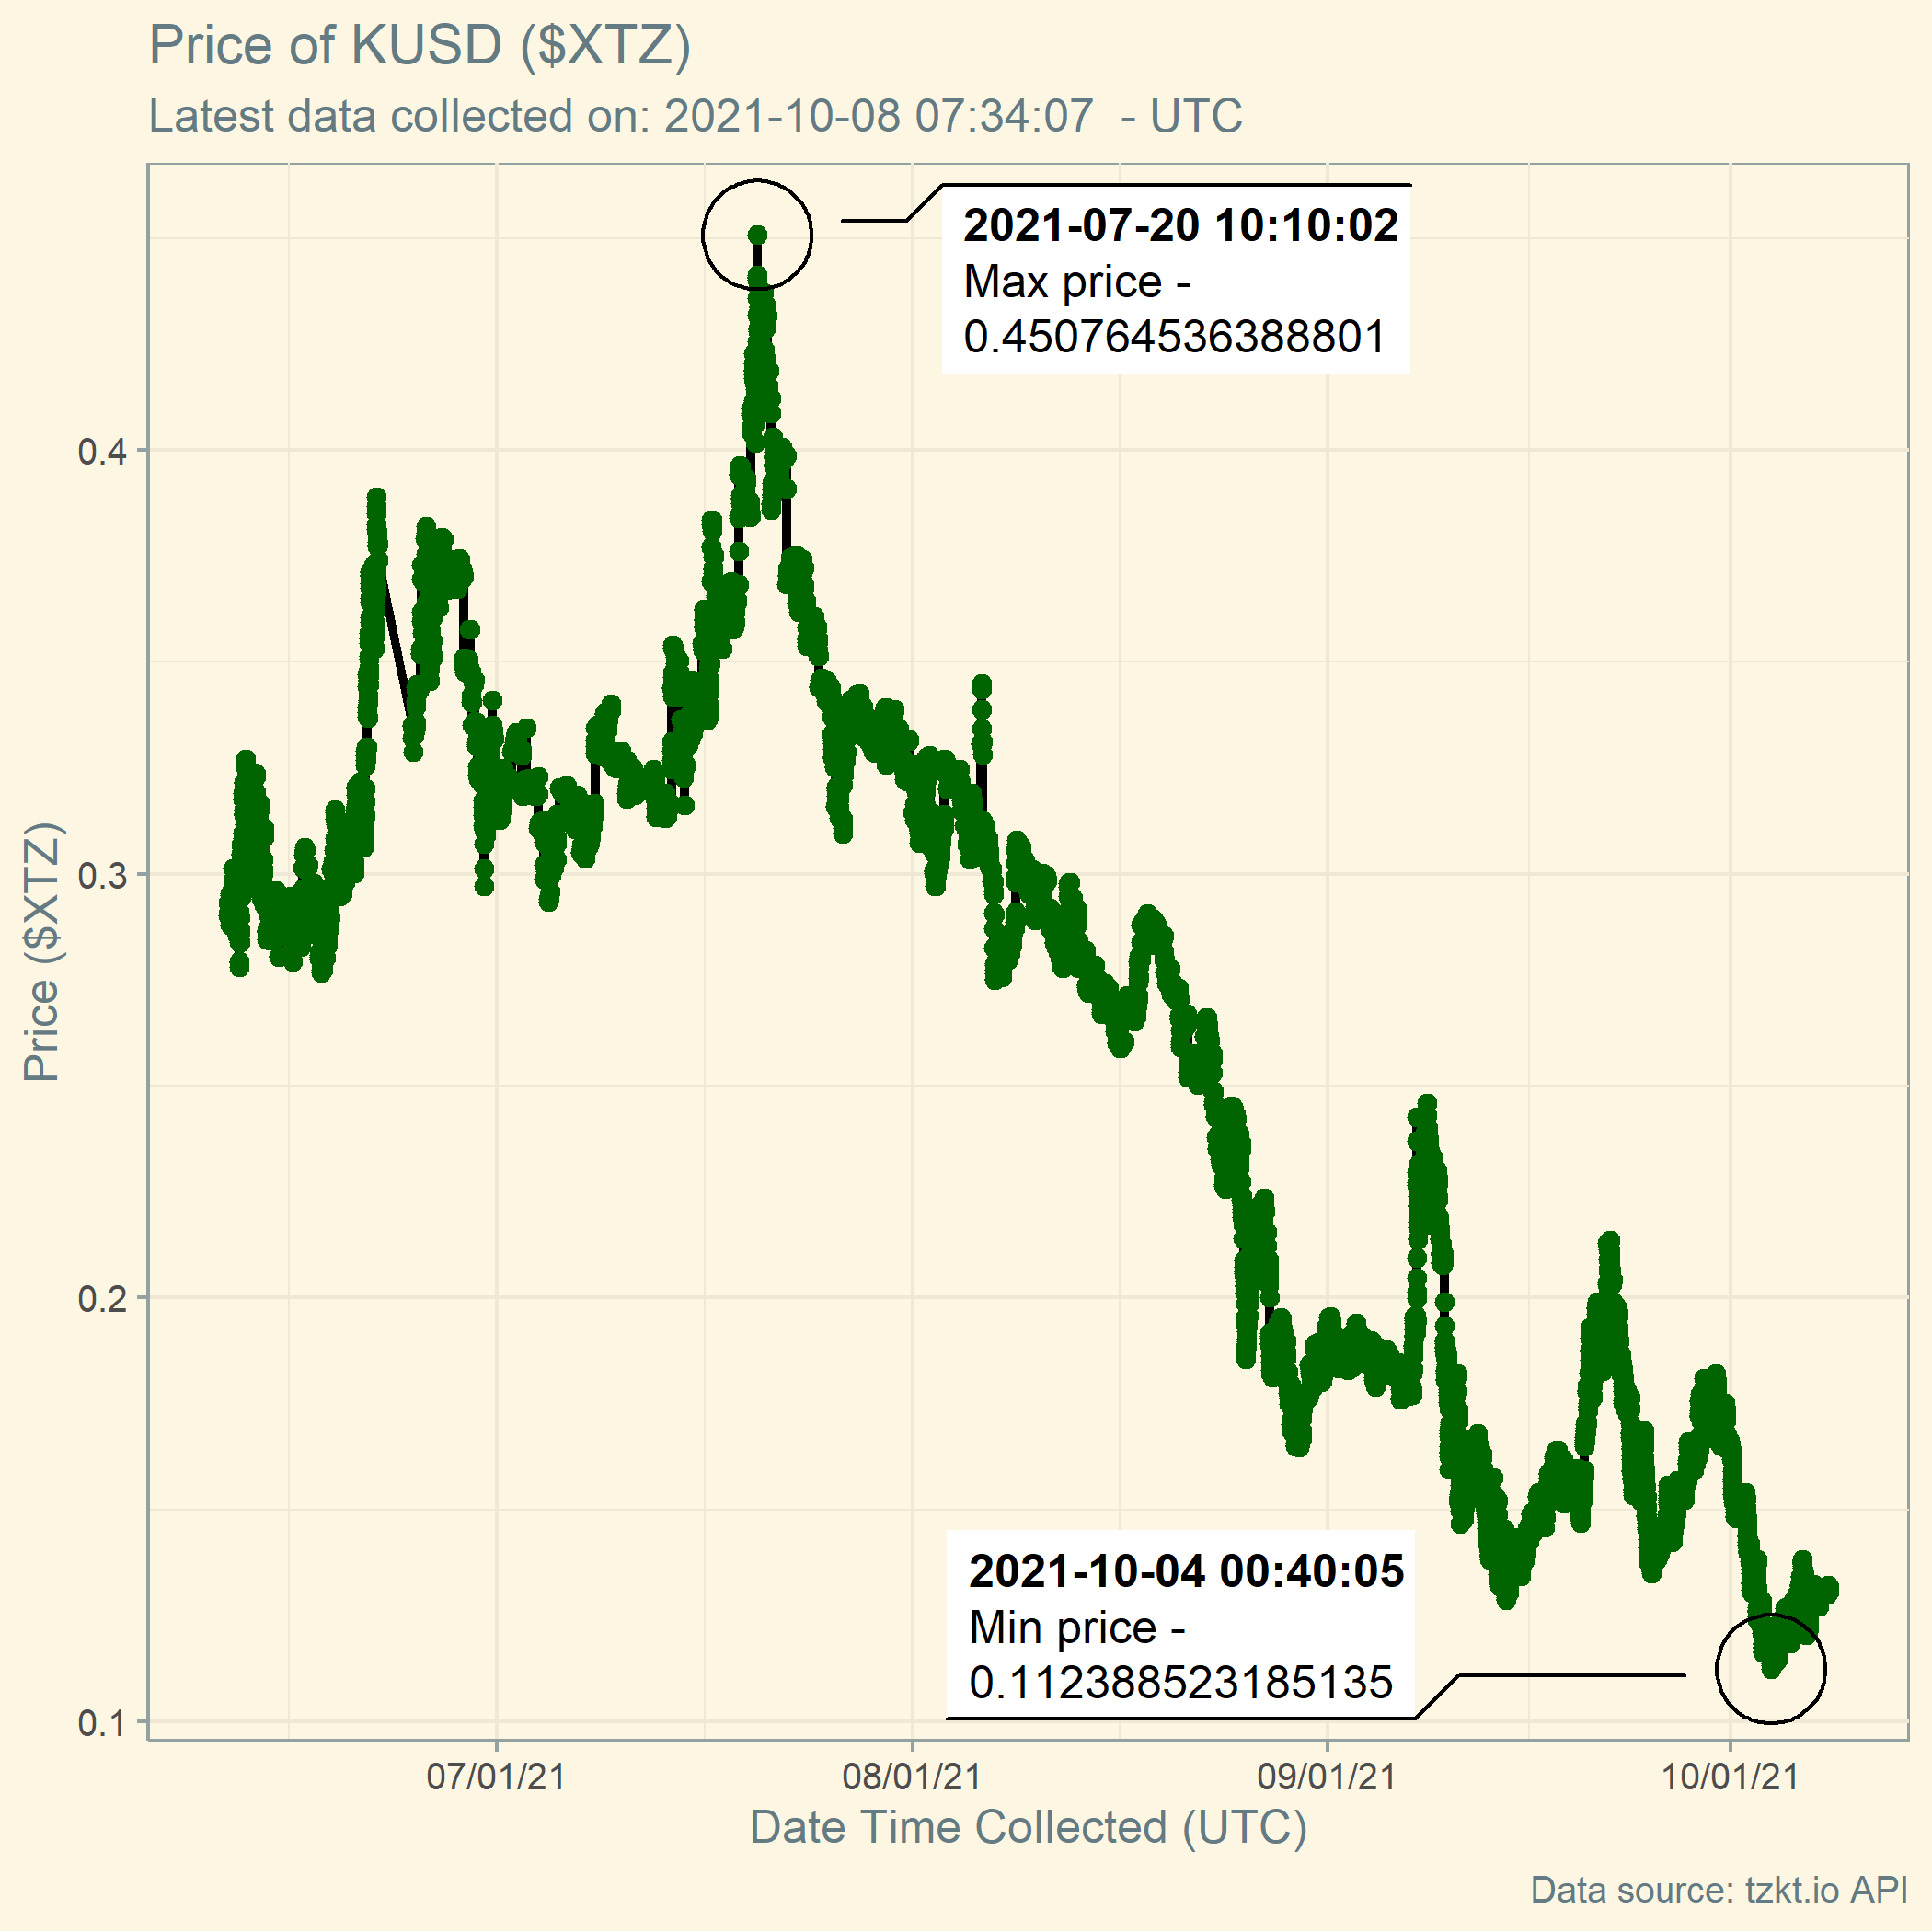 Price of KUSD ($XTZ)
Latest data collected on: 2021-10-08 07:34:07  - UTC
2021-07-20 10:10:02
Max price -
0.450764536388801
0.4
0.3
0.2
0.1
Price ($XTZ)
2021-10-04 00:40:05
Min price -
0.112388523185135
07/01/21
08/01/21
09/01/21
10/01/21
Date Time Collected (UTC)
Data source: tzkt.io API